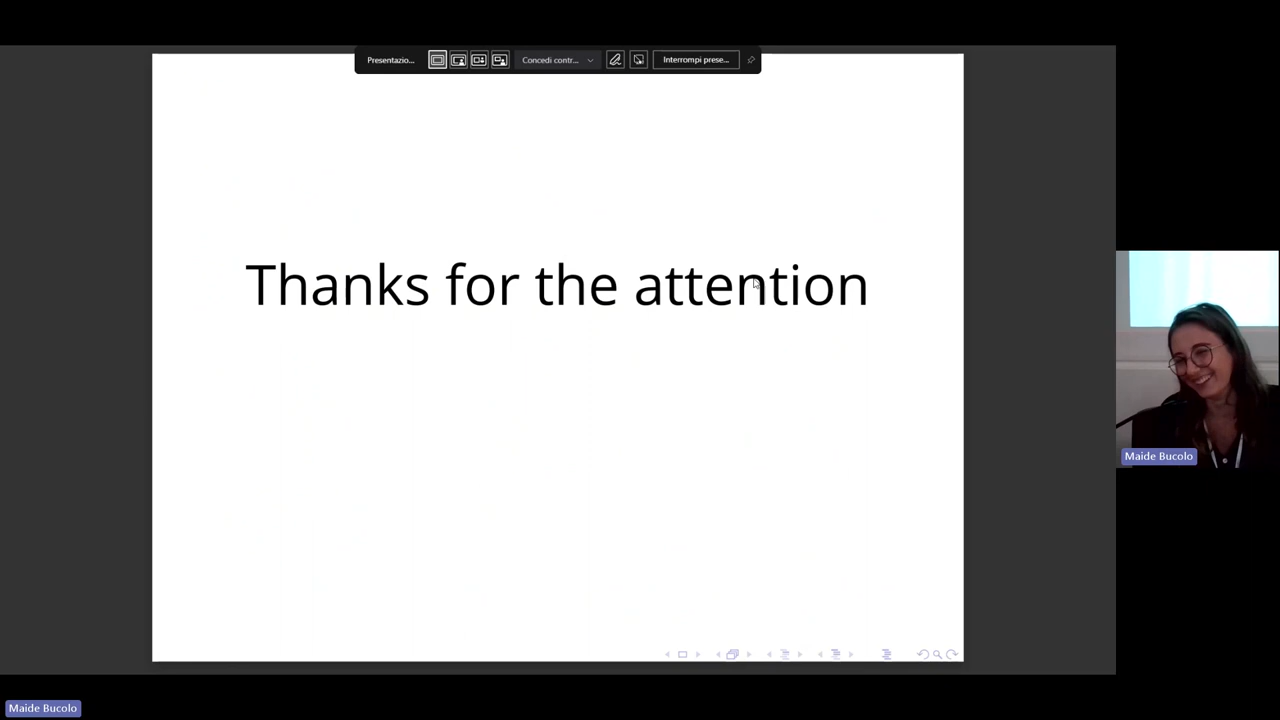 Presentazio...
Concedi contr...
Interrompi prese...
Thanks for the attention
Maide Bucolo
Maide Bucolo